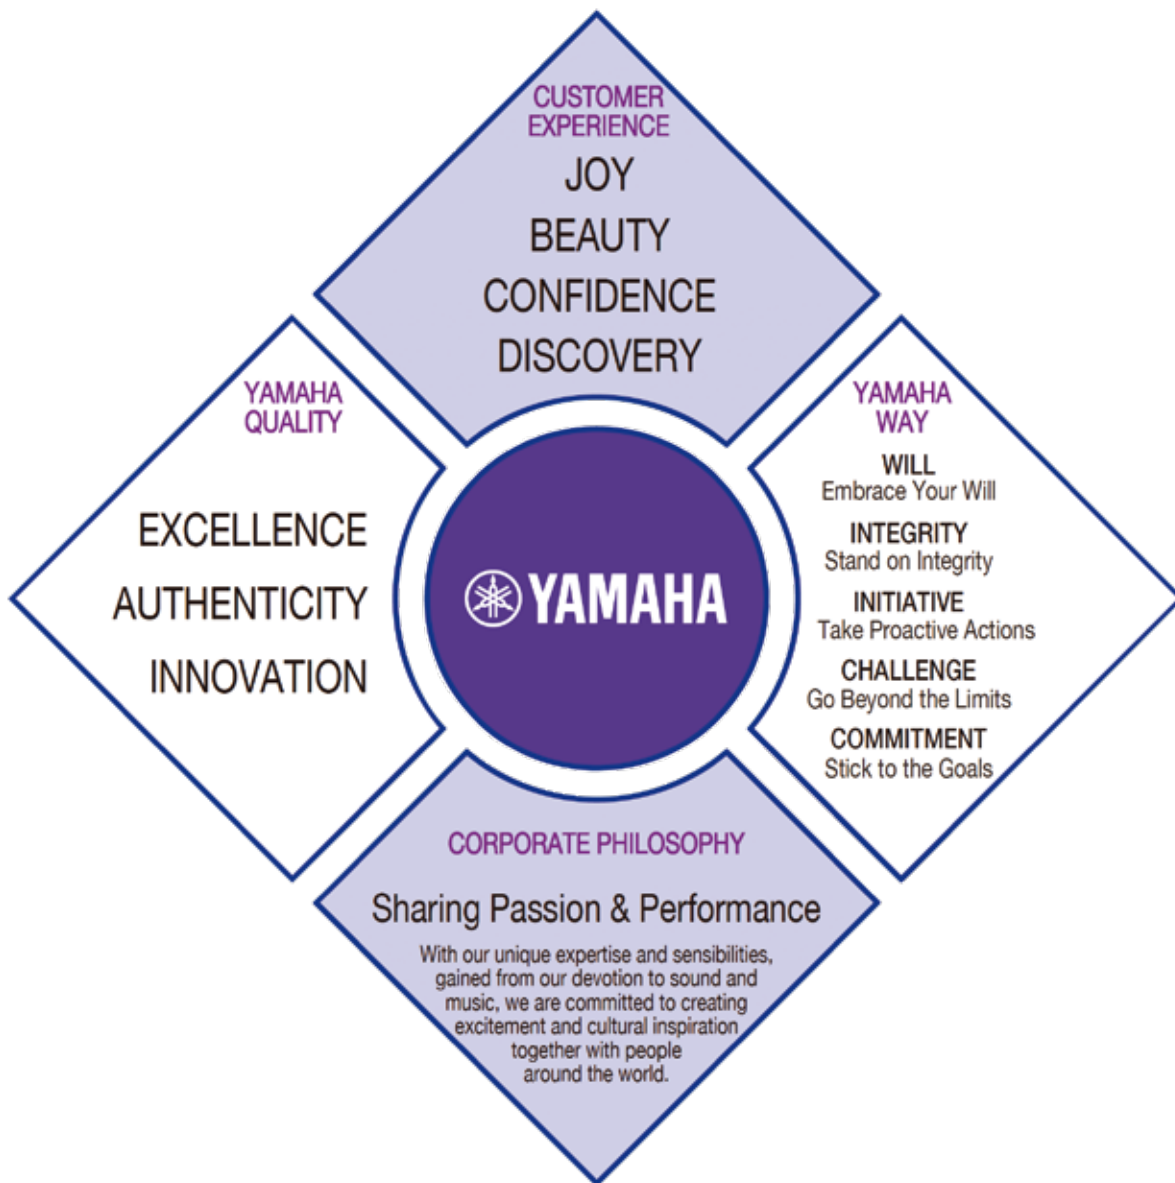 CUSTOMER
EXPERIENCE
JOY
BEAUTY
CONFIDENCE
DISCOVERY
YAMAHA
QUALITY
EXCELLENCE
AUTHENTICITY
INNOVATION
YAMAHA
YAMAHA
WAY
WILL
Embrace Your Will
INTEGRITY
Stand on Integrity
INITIATIVE
Take Proactive Actions
CHALLENGE
Go Beyond the Limits
COMMITMENT
Stick to the Goals
CORPORATE PHILOSOPHY
Sharing Passion & Performance
With our unique expertise and sensibilities,
gained from our devotion to sound and
music, we are committed to creating
excitement and cultural inspiration
together with people
around the world.